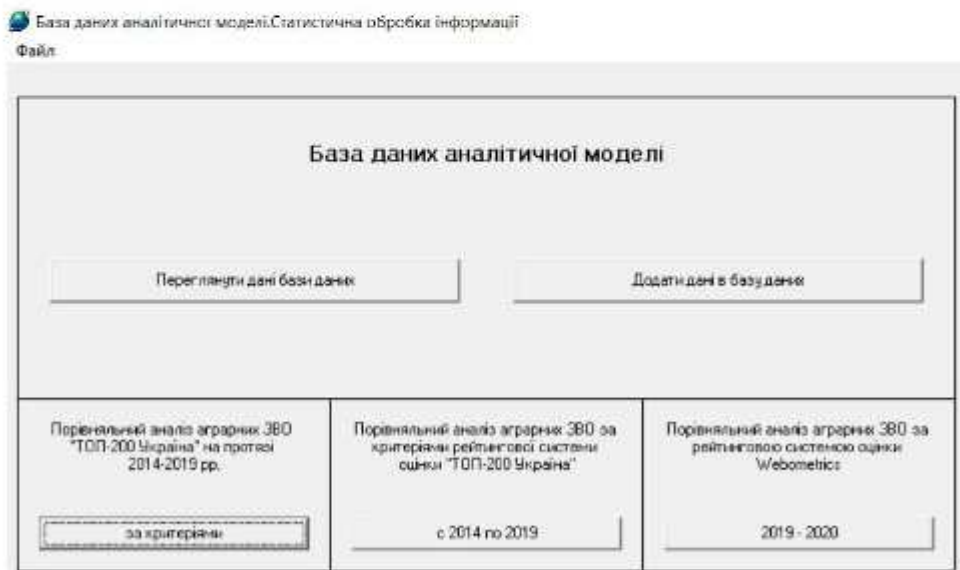 База даних аналітичної моделі.Статистична обробка інформації
Файл
База даних аналітичної моделі
Переглянути дані бази даних
Додати дані в базу даних
Порівняльний аналіз аграрних ЗВО
"ТОП-200 Україна" на протязі
2014-2019 рр.
за критеріями
Порівняльний аналіз аграрних ЗВО за
критеріями рейтингової системи
оцінки "ТОП-200 Україна"
с 2014 по 2019
Порівняльний аналіз аграрних ЗВО за
рейтинговою системою оцінки
Webometrics
2019 - 2020